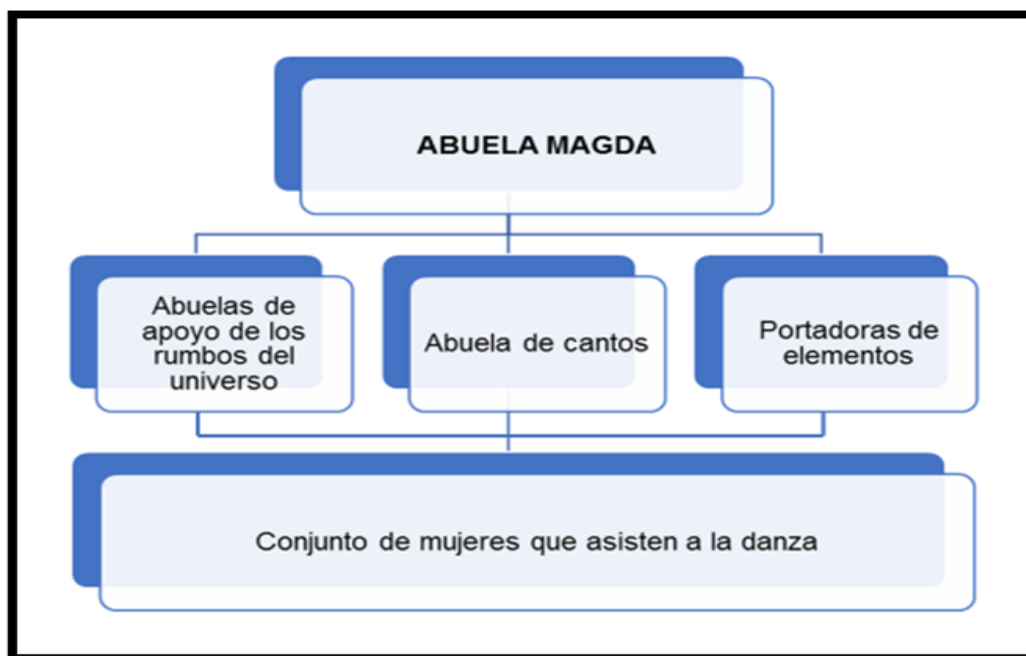 ABUELA MAGDA
Abuelas de
apoyo de los
rumbos del
universo
Abuela de cantos
Portadoras de
elementos
Conjunto de mujeres que asisten a la danza